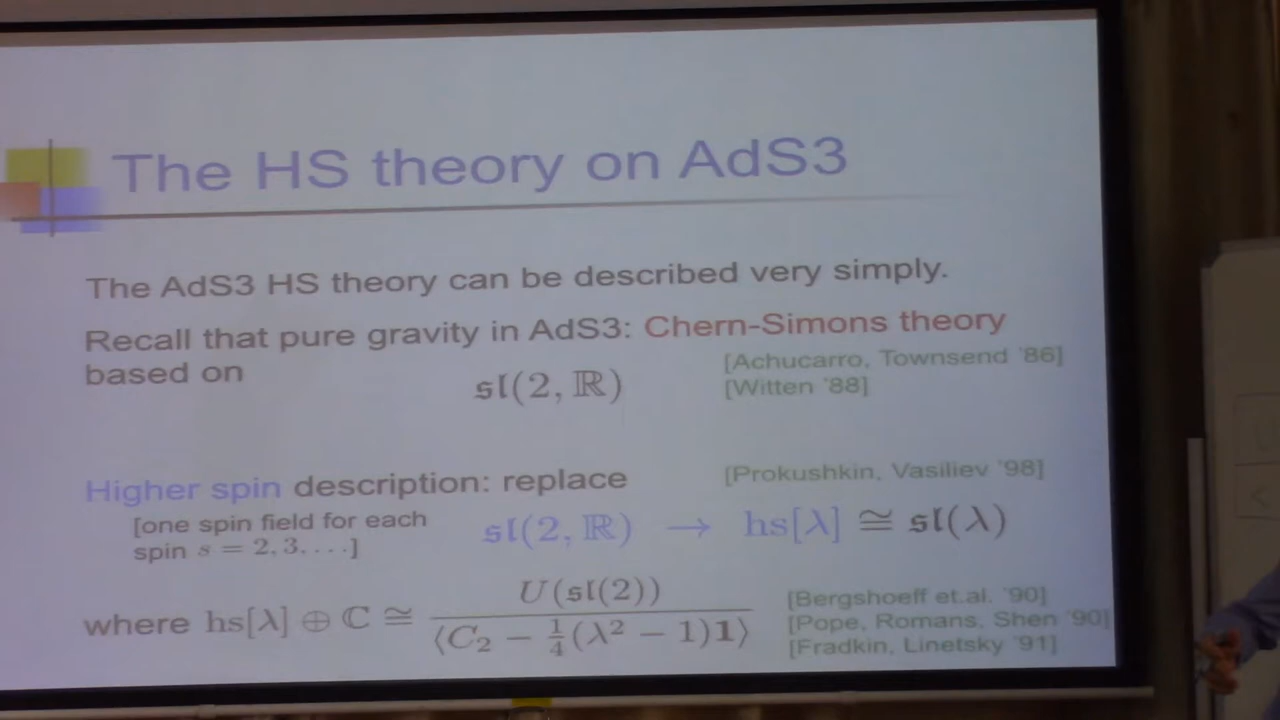 The HS theory on AdS3
The AdS3 HS theory can be described very simply.
Recall that pure gravity in AdS3: Chern-Simons theory
based on
𝔰𝔩(2, ℝ)
[Achucarro, Townsend '86]
[Witten '88]
Higher spin description: replace
[Prokushkin, Vasiliev '98]
[one spin field for each
spin s = 2, 3, . . . .]
𝔰𝔩(2, ℝ) → hs[λ] ≅ 𝔰𝔩(λ)
where hs[λ] ⊕ ℂ ≅ U(𝔰𝔩(2)) / ⟨C₂ − ¼(λ² − 1)𝟏⟩
[Bergshoeff et.al. '90]
[Pope, Romans, Shen '90]
[Fradkin, Linetsky '91]